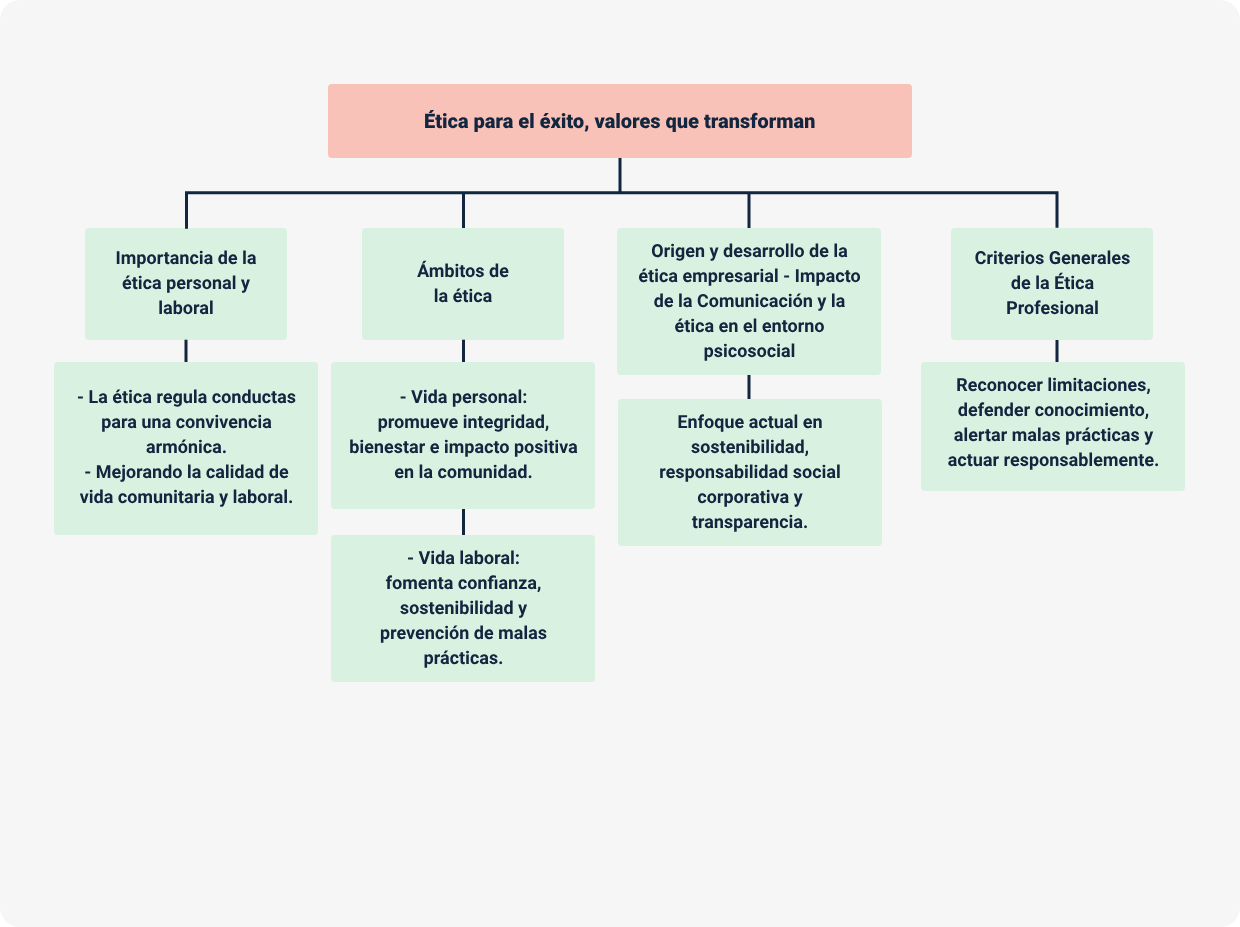 Ética para el éxito, valores que transforman
Importancia de la
ética personal y
laboral
- La ética regula conductas
para una convivencia
armónica.
- Mejorando la calidad de
vida comunitaria y laboral.
Ámbitos de
la ética
- Vida personal:
promueve integridad,
bienestar e impacto positiva
en la comunidad.
- Vida laboral:
fomenta confianza,
sostenibilidad y
prevención de malas
prácticas.
Origen y desarrollo de la
ética empresarial - Impacto
de la Comunicación y la
ética en el entorno
psicosocial
Enfoque actual en
sostenibilidad,
responsabilidad social
corporativa y
transparencia.
Criterios Generales
de la Ética
Profesional
Reconocer limitaciones,
defender conocimiento,
alertar malas prácticas y
actuar responsablemente.